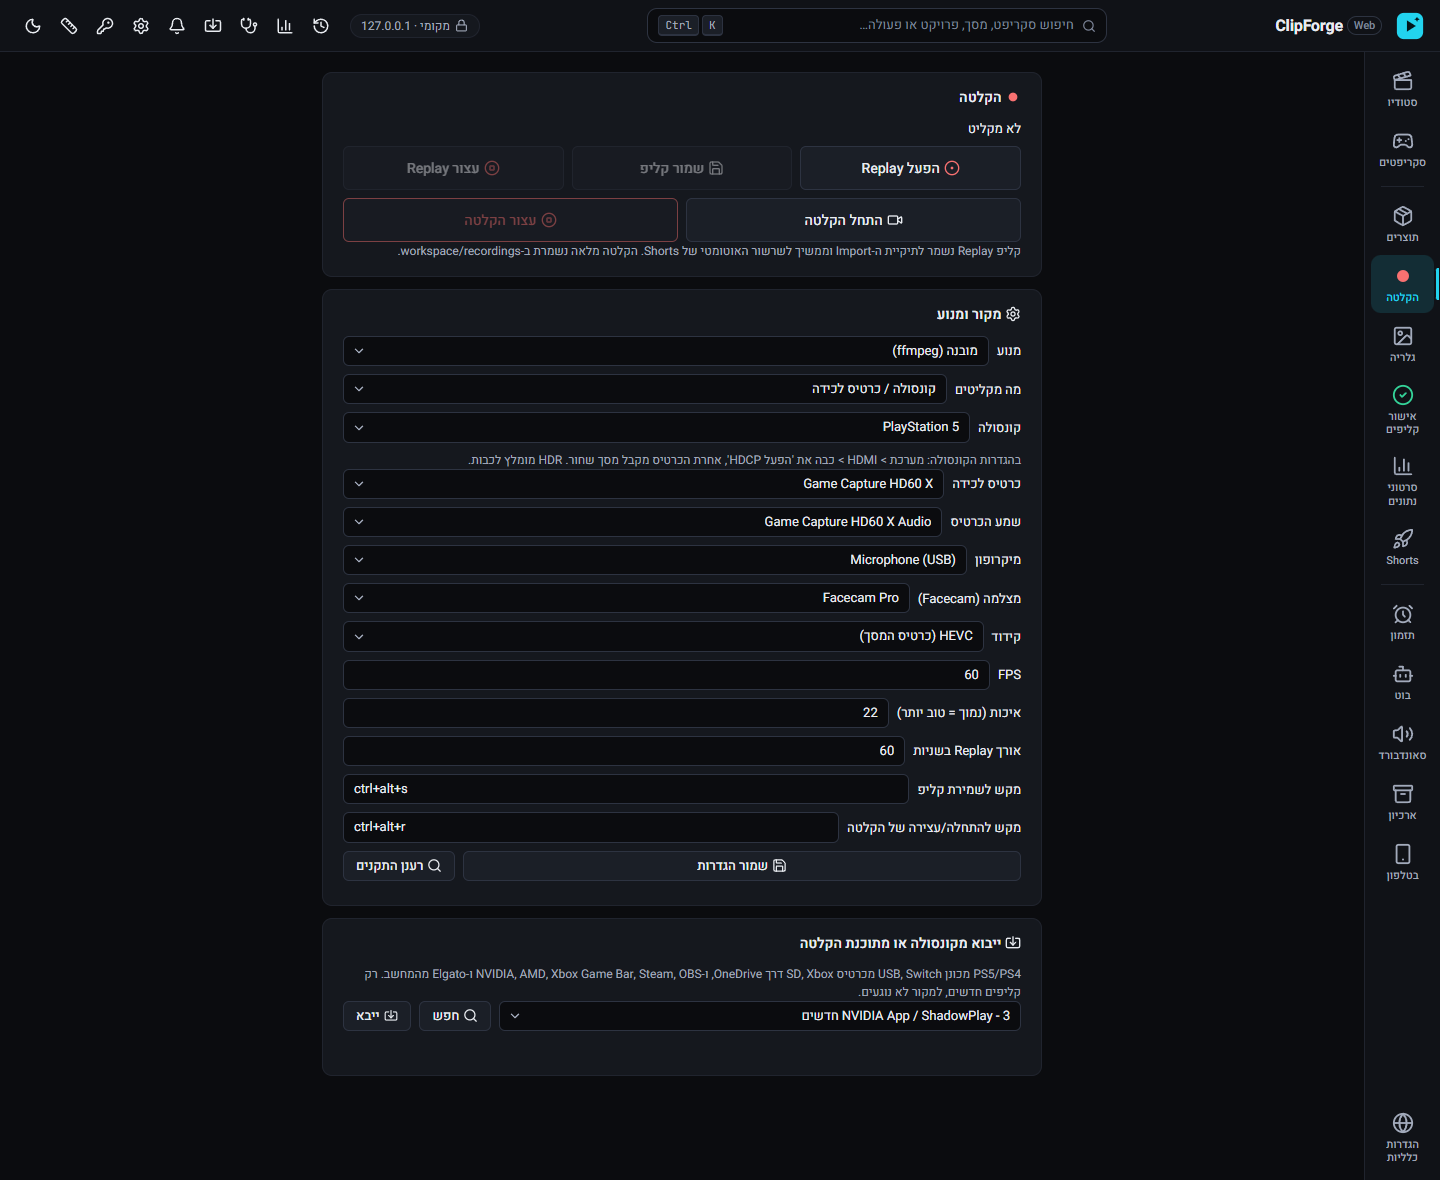 ClipForge Web
חיפוש סקריפט, מסך, פרויקט או פעולה...
Ctrl K
מקומי · 127.0.0.1
סטודיו
סקריפטים
תוצרים
הקלטה
גלריה
אישור
קליפים
סרטוני
נתונים
Shorts
תזמון
בוט
סאונדבורד
ארכיון
בטלפון
הגדרות
כלליות
הקלטה
לא מקליט
הפעל Replay
שמור קליפ
עצור Replay
התחל הקלטה
עצור הקלטה
קליפ Replay נשמר לתיקיית ה-Import וממשיך לשרשור האוטומטי של Shorts. הקלטה מלאה נשמרת ב-workspace/recordings.
מקור ומנוע
מנוע
מובנה (ffmpeg)
מה מקליטים
קונסולה / כרטיס לכידה
קונסולה
PlayStation 5
בהגדרות הקונסולה: מערכת > HDMI > כבה את 'הפעל HDCP', אחרת הכרטיס מקבל מסך שחור. HDR מומלץ לכבות.
כרטיס לכידה
Game Capture HD60 X
שמע הכרטיס
Game Capture HD60 X Audio
מיקרופון
Microphone (USB)
מצלמה (Facecam)
Facecam Pro
קידוד
HEVC (כרטיס המסך)
FPS
60
איכות (נמוך = טוב יותר)
22
אורך Replay בשניות
60
מקש לשמירת קליפ
ctrl+alt+s
מקש להתחלה/עצירה של הקלטה
ctrl+alt+r
שמור הגדרות
רענן התקנים
ייבוא מקונסולה או מתוכנת הקלטה
PS5/PS4 מכונן USB, Switch מכרטיס SD, Xbox דרך OneDrive, ו-NVIDIA, AMD, Xbox Game Bar, Steam, OBS ו-Elgato מהמחשב. רק
קליפים חדשים, למקור לא נוגעים.
NVIDIA App / ShadowPlay - 3 חדשים
חפש
ייבא